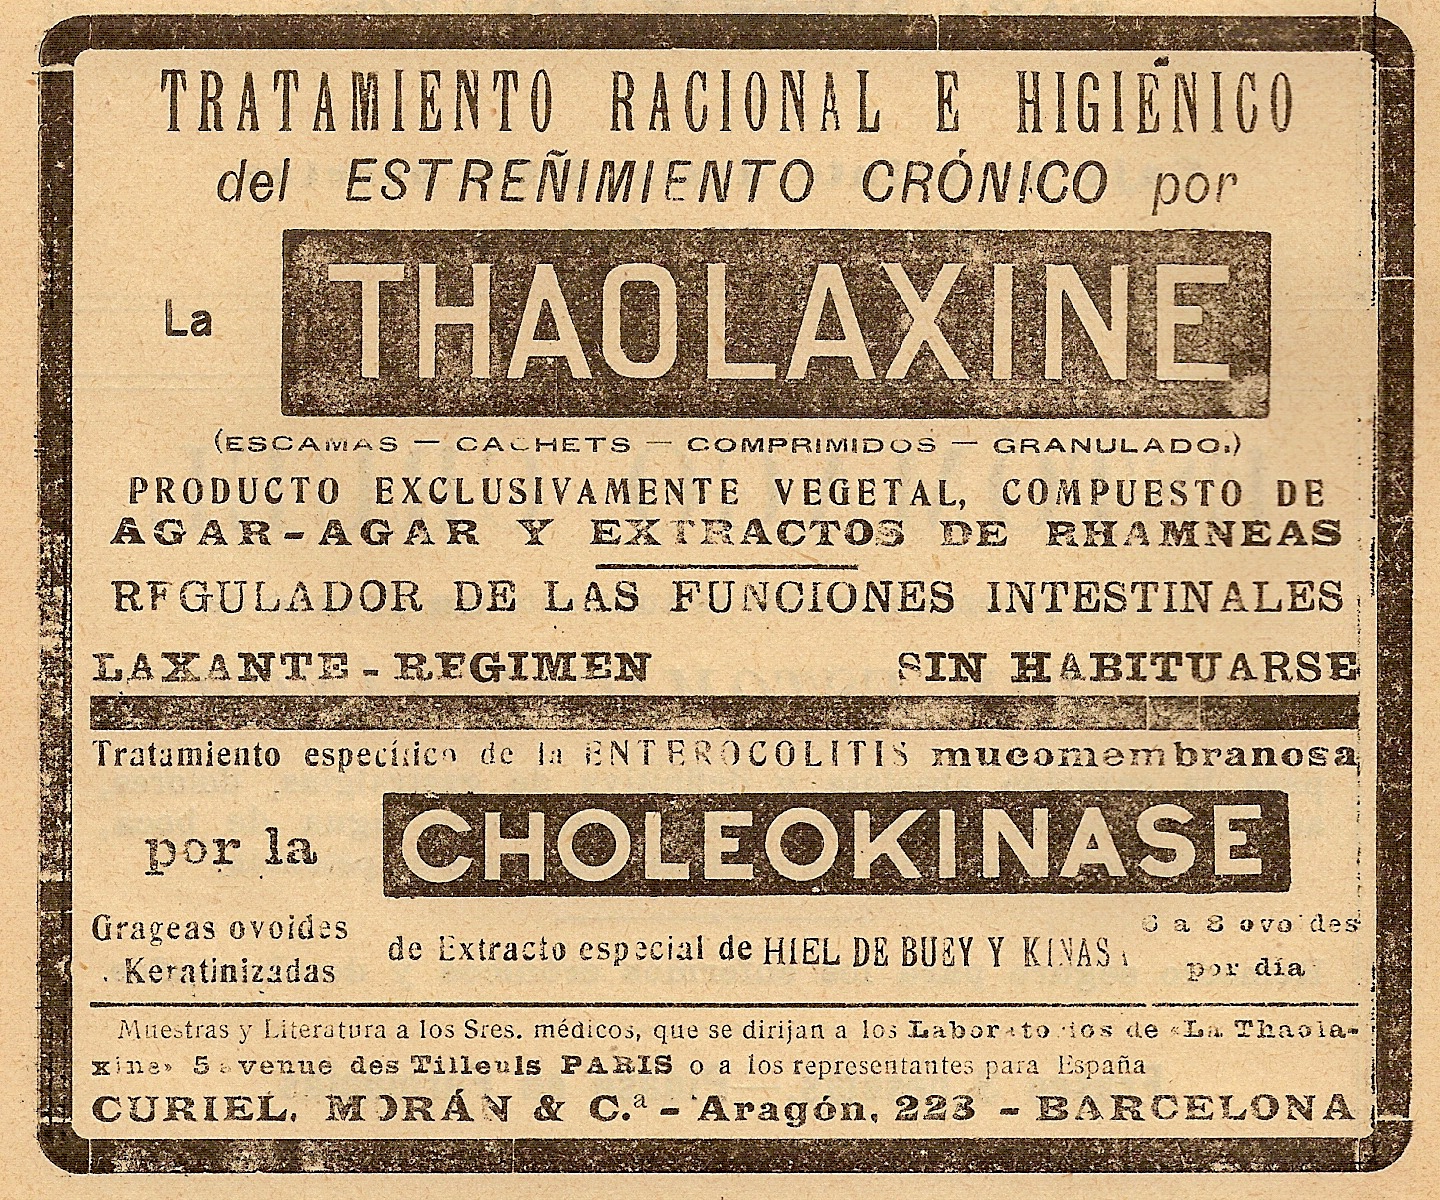 TRATAMIENTO RACIONAL E HIGIÉNICO
del ESTREÑIMIENTO CRÓNICO por
La THAOLAXINE
(ESCAMAS — CACHETS — COMPRIMIDOS — GRANULADO.)
PRODUCTO EXCLUSIVAMENTE VEGETAL, COMPUESTO DE
AGAR-AGAR Y EXTRACTOS DE RHAMNEAS
REGULADOR DE LAS FUNCIONES INTESTINALES
LAXANTE-REGIMEN SIN HABITUARSE
Tratamiento específico de la ENTEROCOLITIS mucomembranosa
por la CHOLEOKINASE
Grageas ovoides
Keratinizadas
de Extracto especial de HIEL DE BUEY Y KINASA
6 a 8 ovoides
por día
Muestras y Literatura a los Sres. médicos, que se dirijan a los Laboratorios de «La Thaola-
xine» 5 avenue des Tilleuls PARIS o a los representantes para España
CURIEL, MORÁN & C.ª - Aragón, 223 - BARCELONA